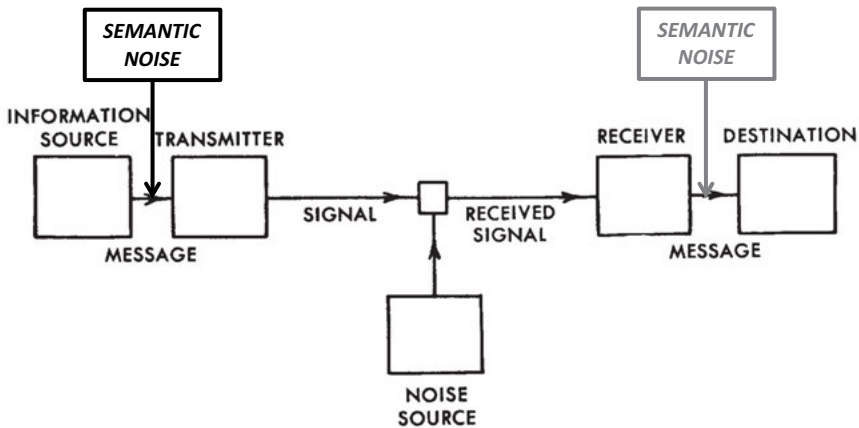 SEMANTIC
NOISE
SEMANTIC
NOISE
INFORMATION
SOURCE
TRANSMITTER
RECEIVER
DESTINATION
SIGNAL
RECEIVED
SIGNAL
MESSAGE
MESSAGE
NOISE
SOURCE